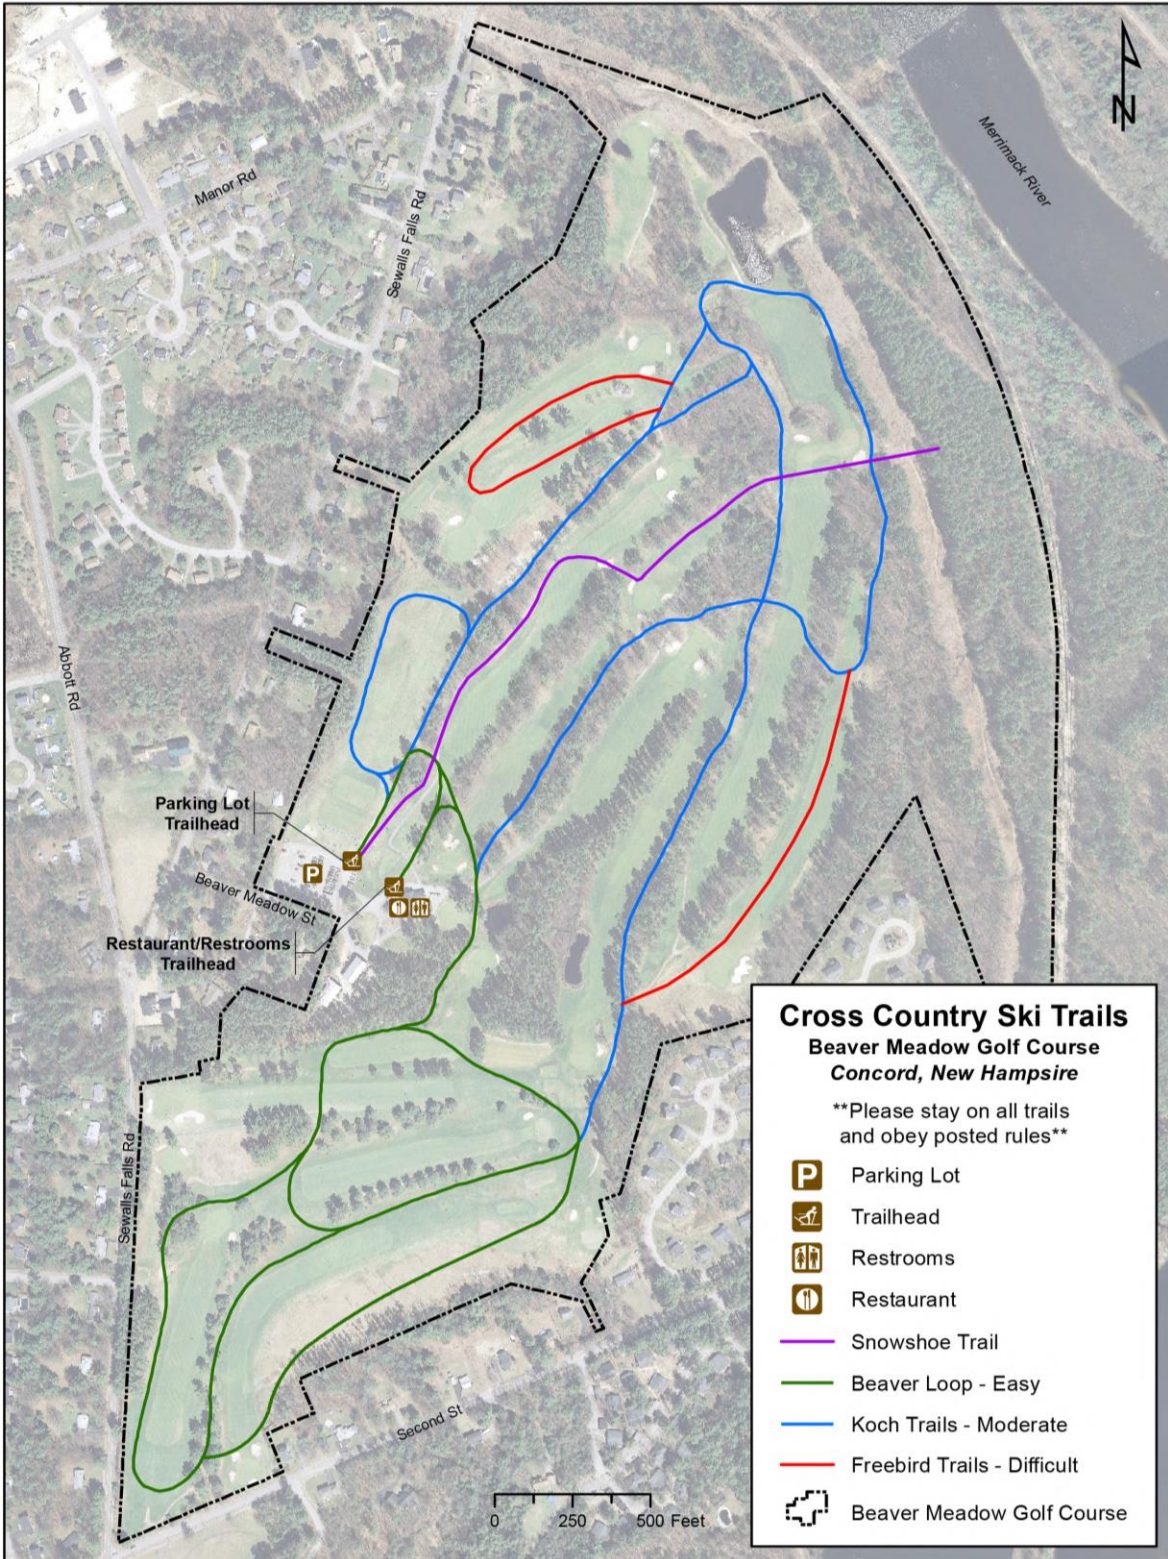 Manor Rd
Sewalls Falls Rd
Merrimack River
N
Abbott Rd
Parking Lot
Trailhead
P
Beaver Meadow St
Restaurant/Restrooms
Trailhead
Sewalls Falls Rd
Second St
0 250 500 Feet
Cross Country Ski Trails
Beaver Meadow Golf Course
Concord, New Hampsire
**Please stay on all trails
and obey posted rules**
P Parking Lot
Trailhead
Restrooms
Restaurant
Snowshoe Trail
Beaver Loop - Easy
Koch Trails - Moderate
Freebird Trails - Difficult
Beaver Meadow Golf Course